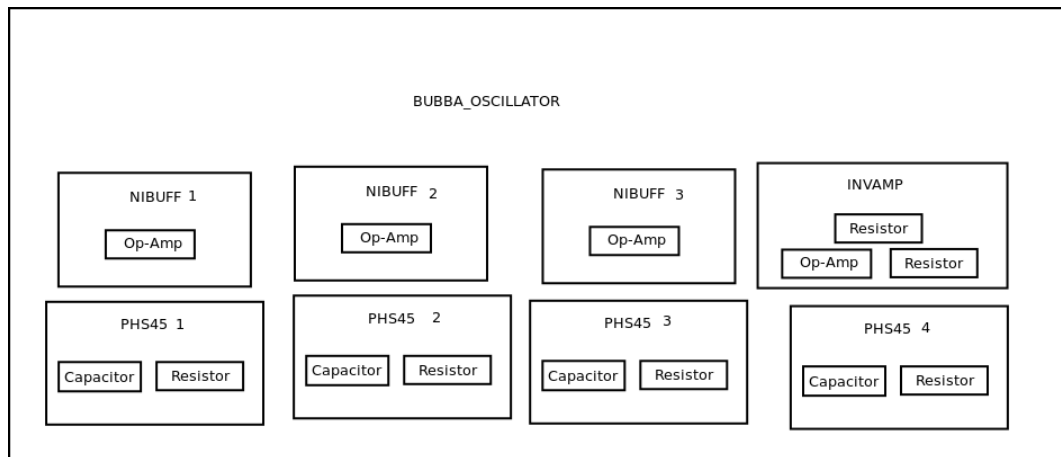 BUBBA_OSCILLATOR
NIBUFF 1
Op-Amp
NIBUFF 2
Op-Amp
NIBUFF 3
Op-Amp
INVAMP
Resistor
Op-Amp Resistor
PHS45 1
Capacitor Resistor
PHS45 2
Capacitor Resistor
PHS45 3
Capacitor Resistor
PHS45 4
Capacitor Resistor